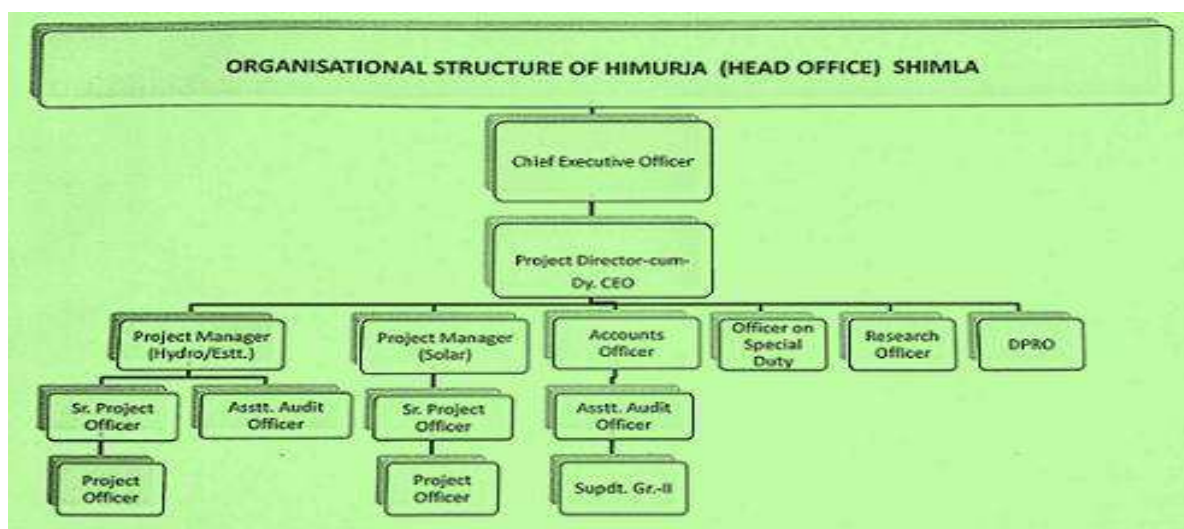 ORGANISATIONAL STRUCTURE OF HIMURJA (HEAD OFFICE) SHIMLA
Chief Executive Officer
Project Director-cum-
Dy. CEO
Project Manager
(Hydro/Estt.)
Project Manager
(Solar)
Accounts
Officer
Officer on
Special
Duty
Research
Officer
DPRO
Sr. Project
Officer
Asstt. Audit
Officer
Sr. Project
Officer
Asstt. Audit
Officer
Project
Officer
Project
Officer
Supdt. Gr.-II